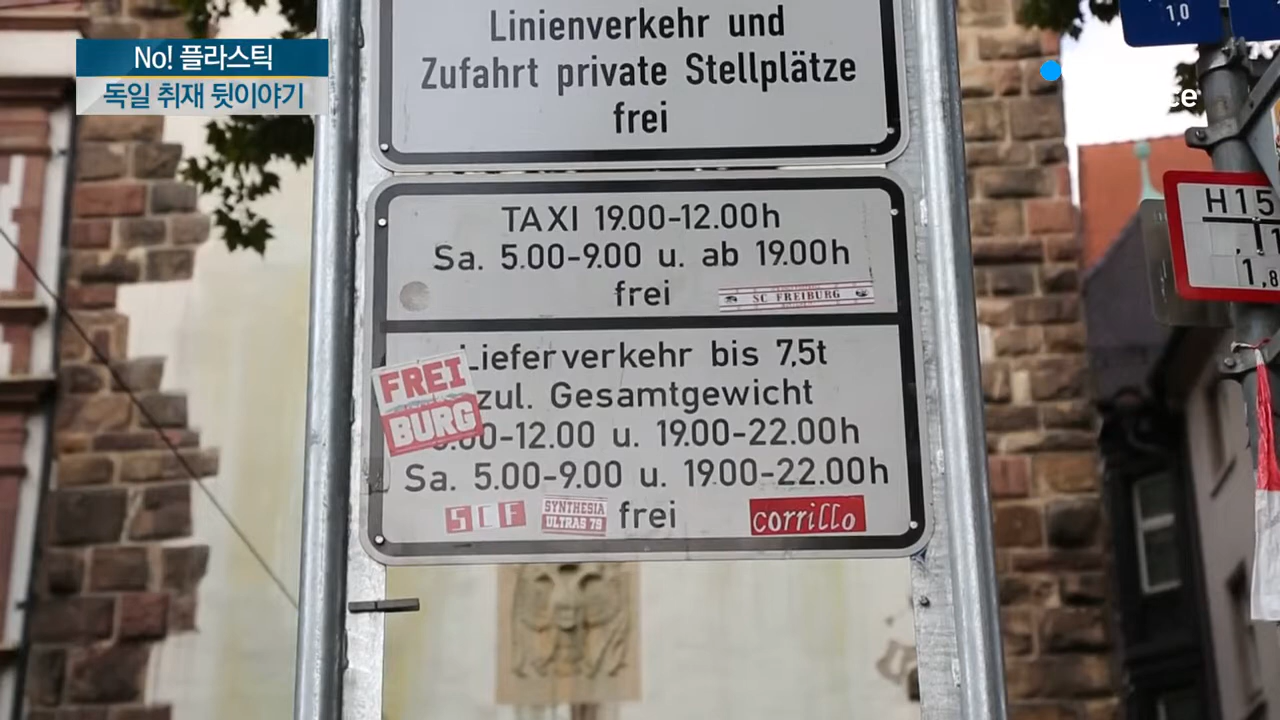 No! 플라스틱
독일 취재 뒷이야기
Linienverkehr und
Zufahrt private Stellplätze
frei
TAXI 19.00-12.00h
Sa. 5.00-9.00 u. ab 19.00h
frei
SC FREIBURG
Lieferverkehr bis 7,5t
zul. Gesamtgewicht
FREI
BURG
.00-12.00 u. 19.00-22.00h
Sa. 5.00-9.00 u. 19.00-22.00h
frei
SCF
SYNTHESIA
ULTRAS 79
corrillo
1,0
H15
1,8